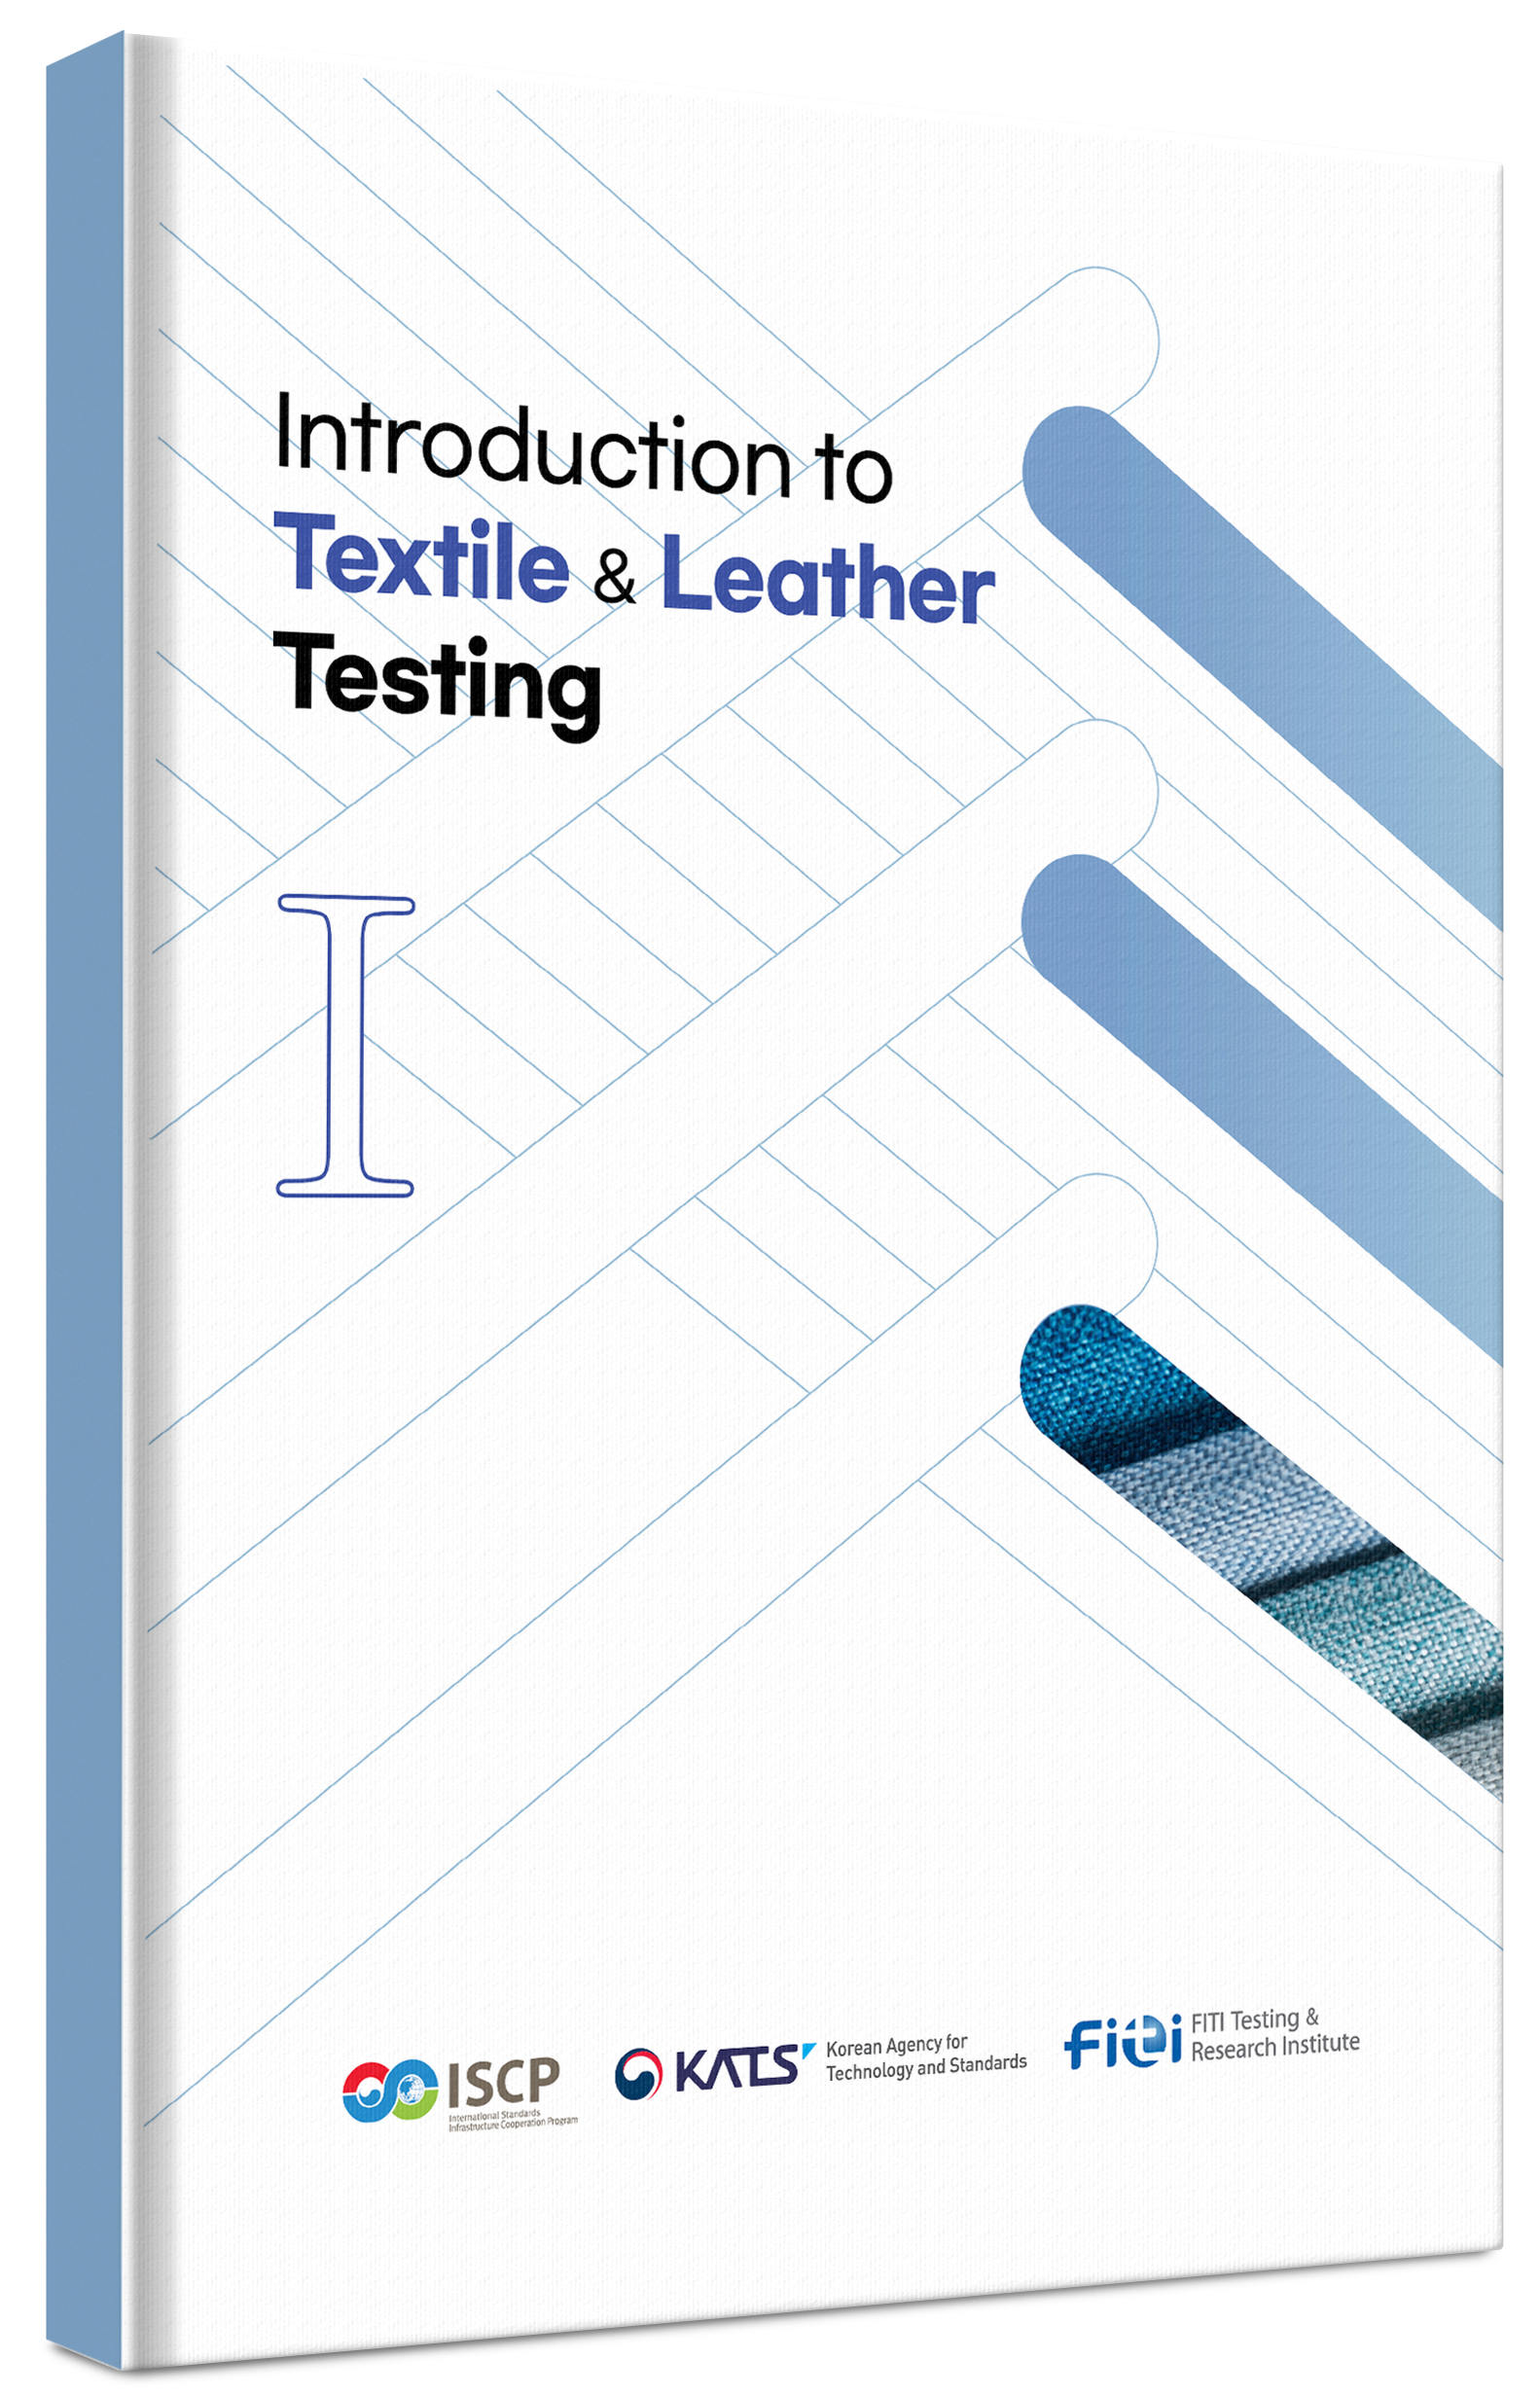 Introduction to
Textile & Leather
Testing
I
ISCP
International Standards
Infrastructure Cooperation Program
KATS
Korean Agency for
Technology and Standards
FiTi
FITI Testing &
Research Institute